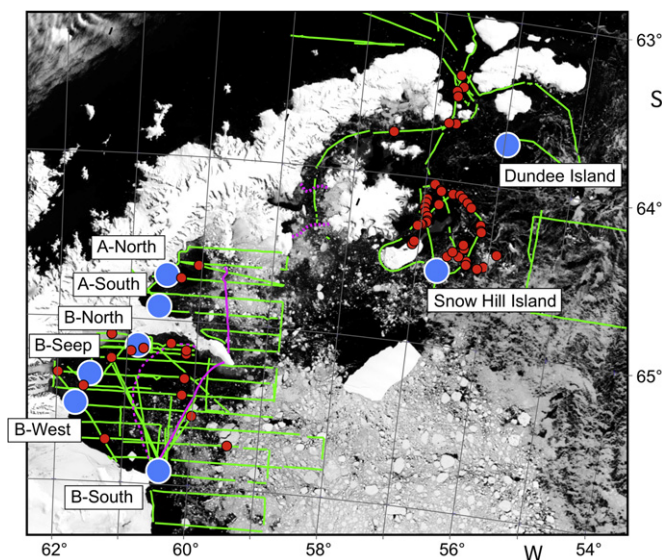 63°
S
Dundee Island
64°
A-North
A-South
Snow Hill Island
B-North
B-Seep
65°
B-West
B-South
62°
60°
58°
56°
W
54°